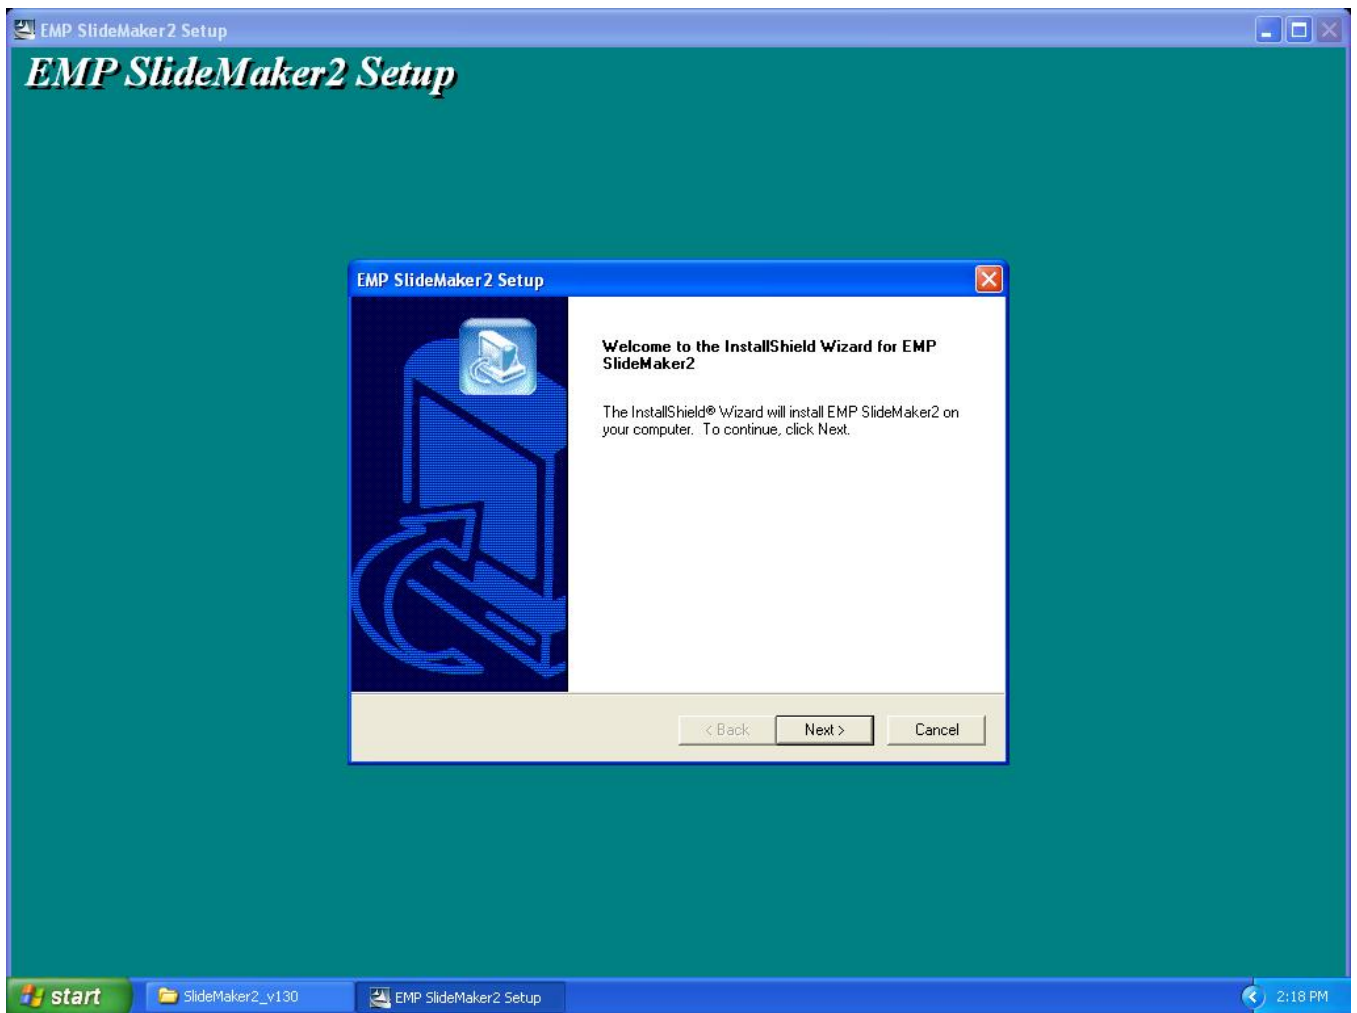 EMP SlideMaker2 Setup
EMP SlideMaker2 Setup
EMP SlideMaker2 Setup
Welcome to the InstallShield Wizard for EMP
SlideMaker2
The InstallShield® Wizard will install EMP SlideMaker2 on
your computer. To continue, click Next.
< Back Next > Cancel
start SlideMaker2_v130 EMP SlideMaker2 Setup 2:18 PM